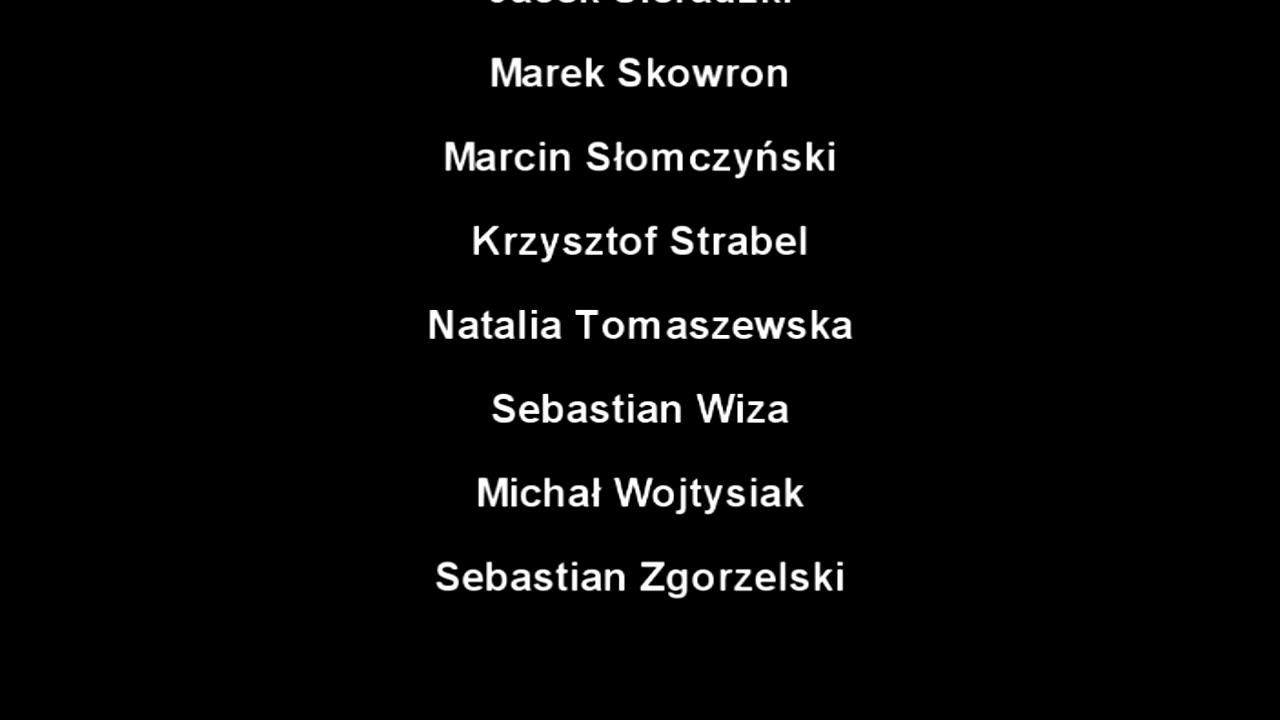 Marek Skowron
Marcin Słomczyński
Krzysztof Strabel
Natalia Tomaszewska
Sebastian Wiza
Michał Wojtysiak
Sebastian Zgorzelski